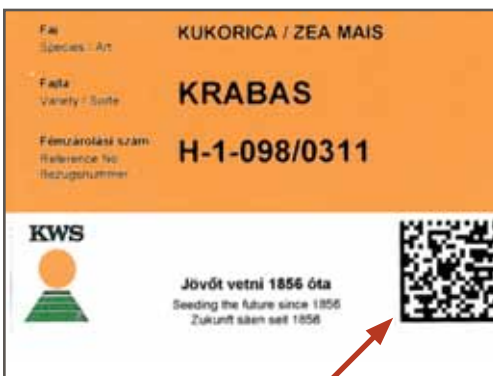 Faj
KUKORICA / ZEA MAIS
Species / Art
Fajta
KRABAS
Variety / Sorte
Fémzárolási szám
H-1-098/0311
Reference No
Bezugsnummer
KWS
Jövőt vetni 1856 óta
Seeding the future since 1856
Zukunft säen seit 1856